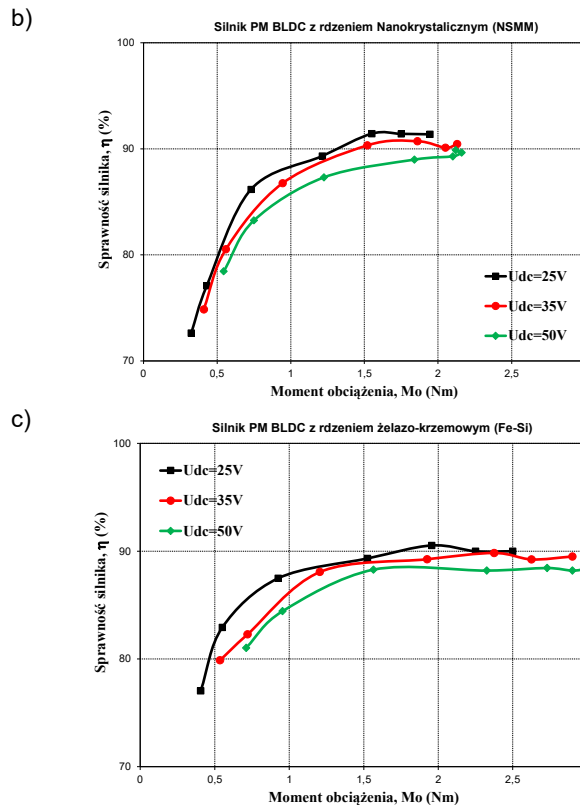 b)
Silnik PM BLDC z rdzeniem Nanokrystalicznym (NSMM)
100
90
80
70
Sprawność silnika, η (%)
Udc=25V
Udc=35V
Udc=50V
0
0,5
1
1,5
2
2,5
Moment obciążenia, Mo (Nm)
c)
Silnik PM BLDC z rdzeniem żelazo-krzemowym (Fe-Si)
100
90
80
70
Sprawność silnika, η (%)
Udc=25V
Udc=35V
Udc=50V
0
0,5
1
1,5
2
2,5
Moment obciążenia, Mo (Nm)